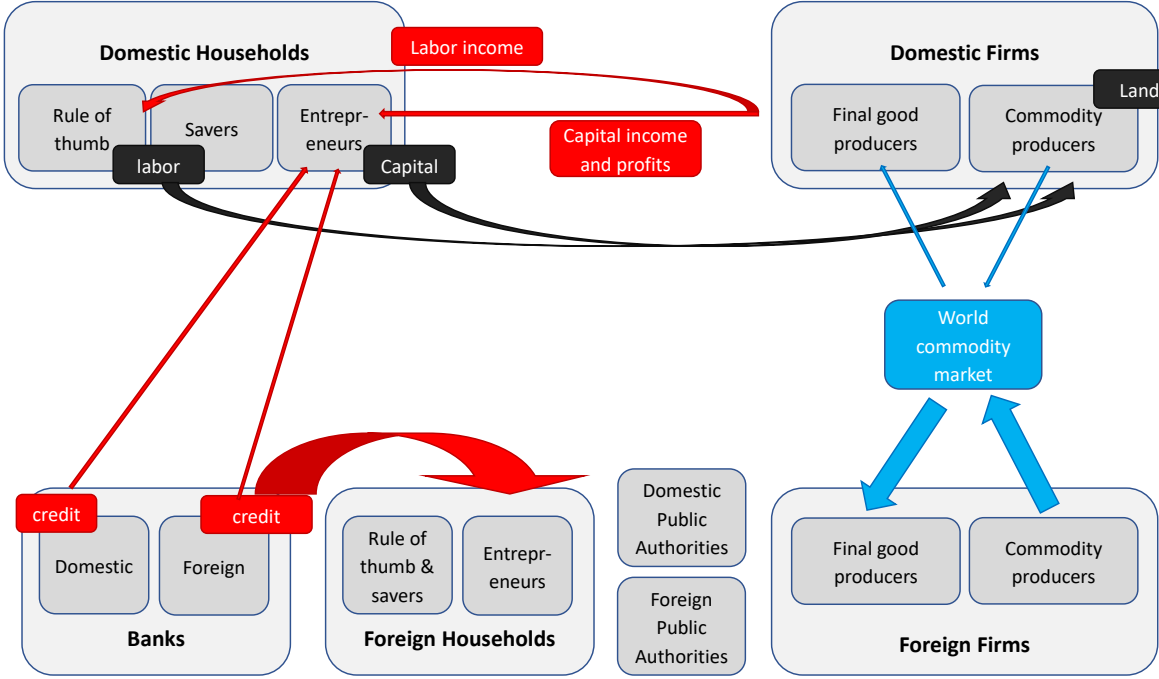 Domestic Households
Rule of
thumb
Savers
Entrepr-
eneurs
labor
Capital
Labor income
Capital income
and profits
Domestic Firms
Final good
producers
Commodity
producers
Land
World
commodity
market
credit
credit
Domestic
Foreign
Banks
Rule of
thumb &
savers
Entrepr-
eneurs
Foreign Households
Domestic
Public
Authorities
Foreign
Public
Authorities
Final good
producers
Commodity
producers
Foreign Firms